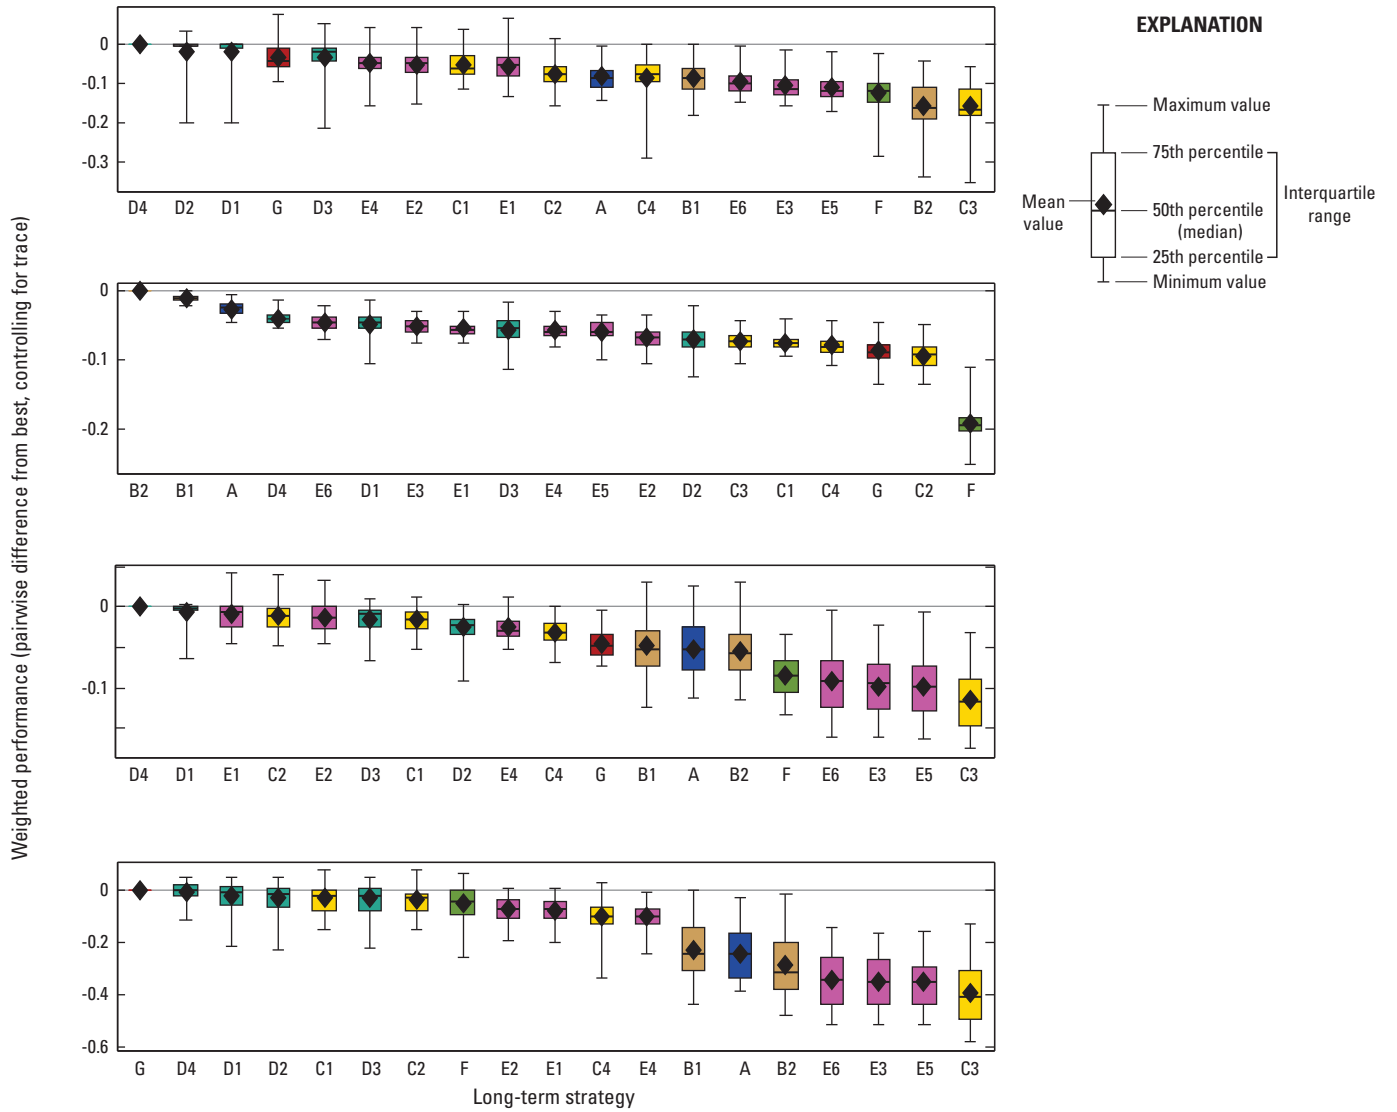 EXPLANATION
Maximum value
75th percentile
Mean
value
50th percentile
(median)
Interquartile
range
25th percentile
Minimum value
Weighted performance (pairwise difference from best, controlling for trace)
0
-0.1
-0.2
-0.3
D4 D2 D1 G D3 E4 E2 C1 E1 C2 A C4 B1 E6 E3 E5 F B2 C3
0
-0.1
-0.2
B2 B1 A D4 E6 D1 E3 E1 D3 E4 E5 E2 D2 C3 C1 C4 G C2 F
0
-0.1
D4 D1 E1 C2 E2 D3 C1 D2 E4 C4 G B1 A B2 F E6 E3 E5 C3
0
-0.2
-0.4
-0.6
G D4 D1 D2 C1 D3 C2 F E2 E1 C4 E4 B1 A B2 E6 E3 E5 C3
Long-term strategy